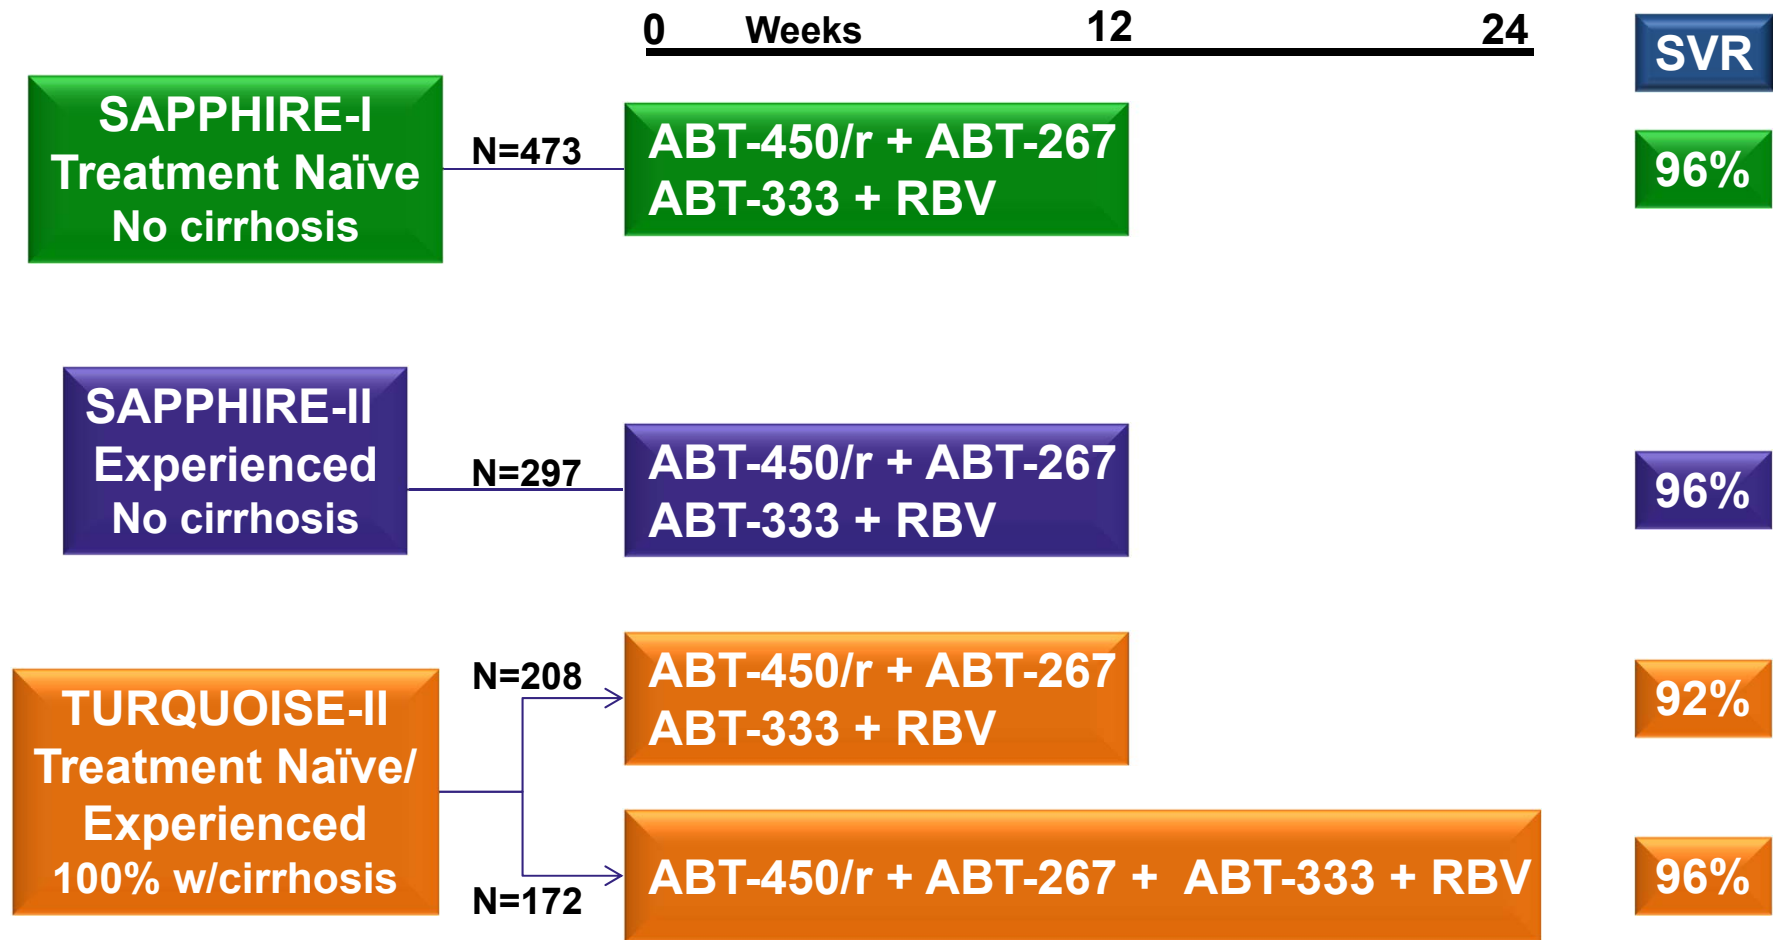 0 Weeks 12 24
SVR
SAPPHIRE-I
Treatment Naïve
No cirrhosis
N=473
ABT-450/r + ABT-267
ABT-333 + RBV
96%
SAPPHIRE-II
Experienced
No cirrhosis
N=297
ABT-450/r + ABT-267
ABT-333 + RBV
96%
TURQUOISE-II
Treatment Naïve/
Experienced
100% w/cirrhosis
N=208
ABT-450/r + ABT-267
ABT-333 + RBV
92%
N=172
ABT-450/r + ABT-267 + ABT-333 + RBV
96%